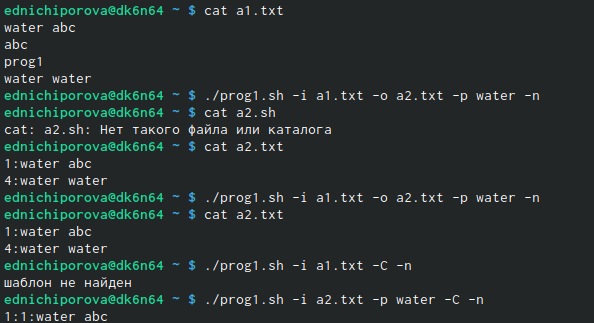 ednichiporova@dk6n64 ~ $ cat a1.txt
water abc
abc
prog1
water water
ednichiporova@dk6n64 ~ $ ./prog1.sh -i a1.txt -o a2.txt -p water -n
ednichiporova@dk6n64 ~ $ cat a2.sh
cat: a2.sh: Нет такого файла или каталога
ednichiporova@dk6n64 ~ $ cat a2.txt
1:water abc
4:water water
ednichiporova@dk6n64 ~ $ ./prog1.sh -i a1.txt -o a2.txt -p water -n
ednichiporova@dk6n64 ~ $ cat a2.txt
1:water abc
4:water water
ednichiporova@dk6n64 ~ $ ./prog1.sh -i a1.txt -C -n
шаблон не найден
ednichiporova@dk6n64 ~ $ ./prog1.sh -i a2.txt -p water -C -n
1:1:water abc